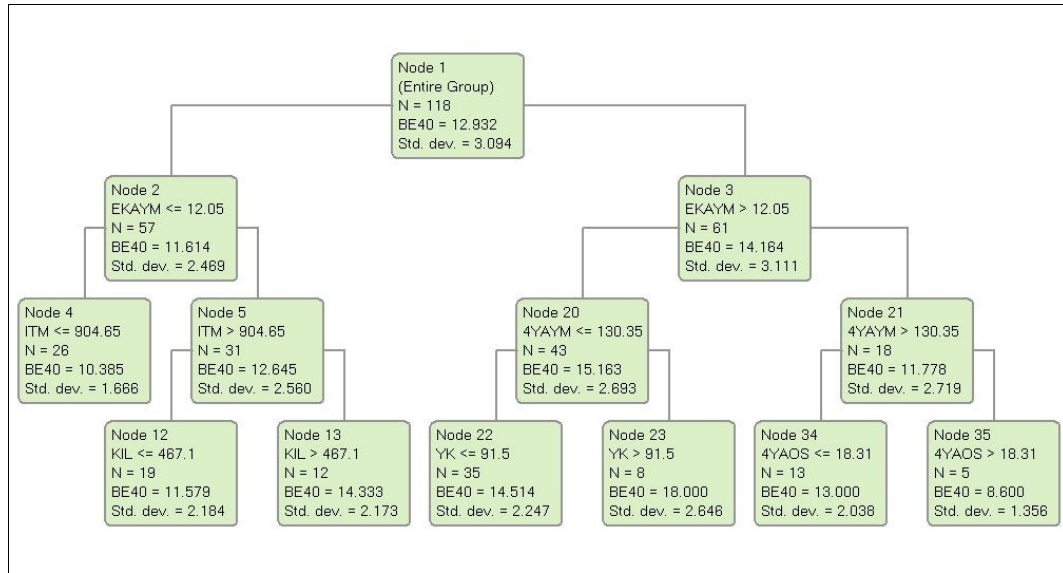 Node 1
(Entire Group)
N = 118
BE40 = 12.932
Std. dev. = 3.094
Node 2
EKAYM <= 12.05
N = 57
BE40 = 11.614
Std. dev. = 2.469
Node 3
EKAYM > 12.05
N = 61
BE40 = 14.164
Std. dev. = 3.111
Node 4
ITM <= 904.65
N = 26
BE40 = 10.385
Std. dev. = 1.666
Node 5
ITM > 904.65
N = 31
BE40 = 12.645
Std. dev. = 2.560
Node 20
4YAYM <= 130.35
N = 43
BE40 = 15.163
Std. dev. = 2.693
Node 21
4YAYM > 130.35
N = 18
BE40 = 11.778
Std. dev. = 2.719
Node 12
KIL <= 467.1
N = 19
BE40 = 11.579
Std. dev. = 2.184
Node 13
KIL > 467.1
N = 12
BE40 = 14.333
Std. dev. = 2.173
Node 22
YK <= 91.5
N = 35
BE40 = 14.514
Std. dev. = 2.247
Node 23
YK > 91.5
N = 8
BE40 = 18.000
Std. dev. = 2.646
Node 34
4YAOS <= 18.31
N = 13
BE40 = 13.000
Std. dev. = 2.038
Node 35
4YAOS > 18.31
N = 5
BE40 = 8.600
Std. dev. = 1.356